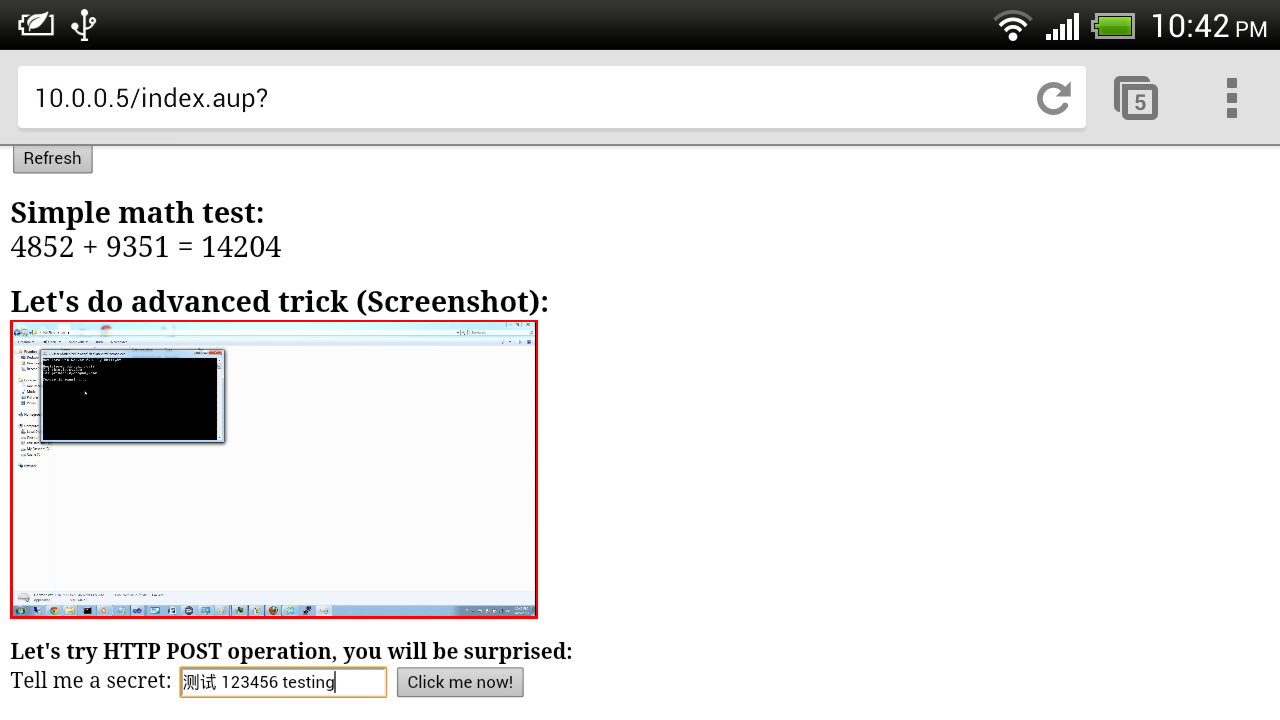 10:42 PM
10.0.0.5/index.aup?
5
Refresh
Simple math test:
4852 + 9351 = 14204
Let's do advanced trick (Screenshot):
Let's try HTTP POST operation, you will be surprised:
Tell me a secret: 测试 123456 testing Click me now!